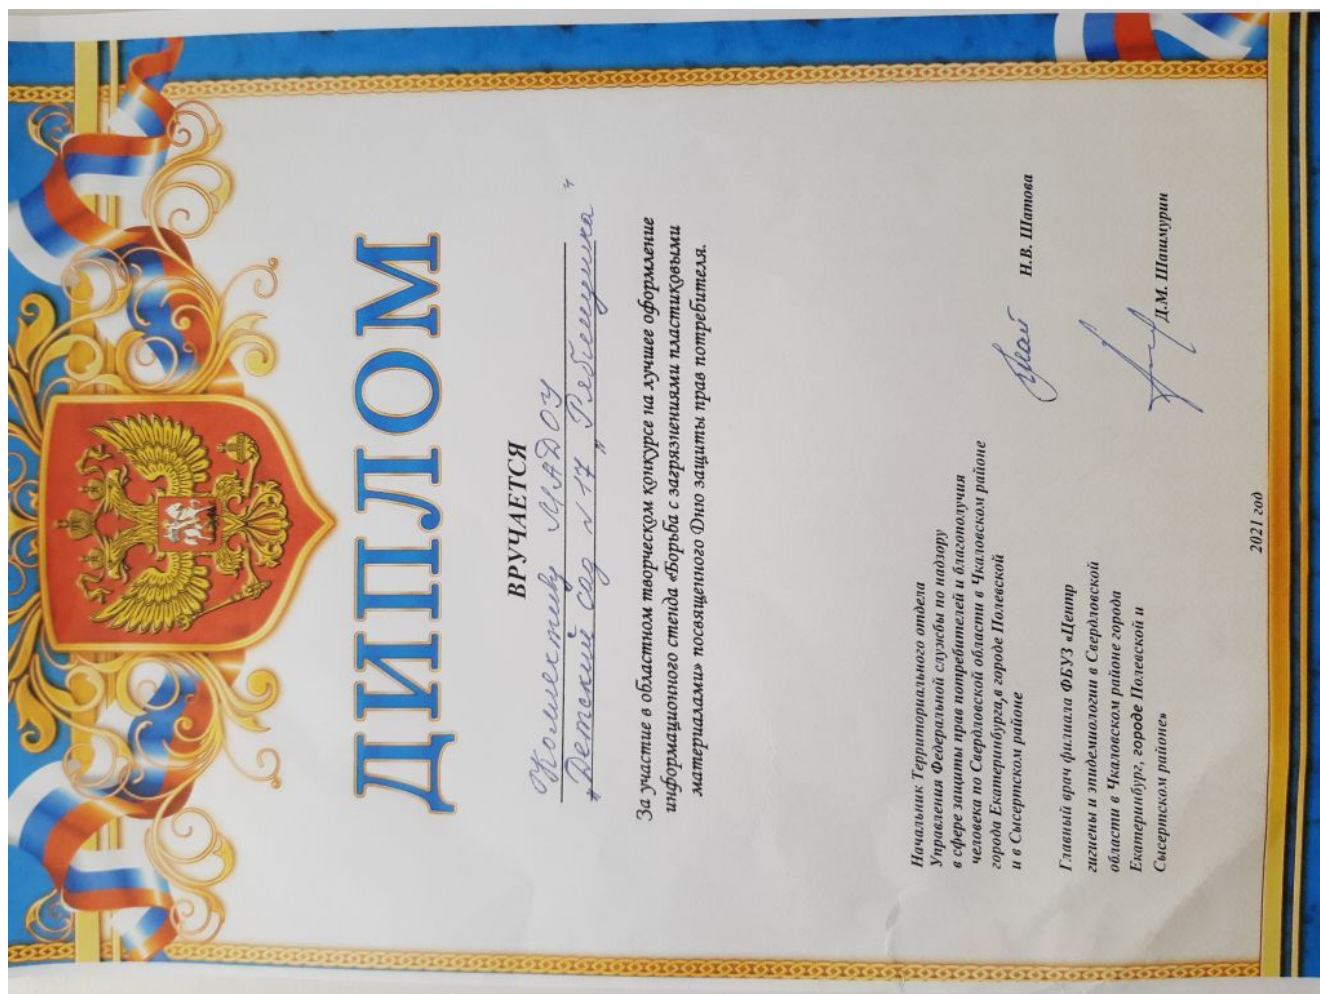 ДИПЛОМ
ВРУЧАЕТСЯ
Коллективу МАДОУ
"Детский сад N 17 „Рябинушка"
За участие в областном творческом конкурсе на лучшее оформление
информационного стенда «Борьба с загрязнениями пластиковыми
материалами» посвященного Дню защиты прав потребителя.
Начальник Территориального отдела
Управления Федеральной службы по надзору
в сфере защиты прав потребителей и благополучия
человека по Свердловской области в Чкаловском районе
города Екатеринбурга,в городе Полевской
и в Сысертском районе
Н.В. Шатова
Главный врач филиала ФБУЗ «Центр
гигиены и эпидемиологии в Свердловской
области в Чкаловском районе города
Екатеринбург, городе Полевской и
Сысертском районе»
Д.М. Шашмурин
2021 год